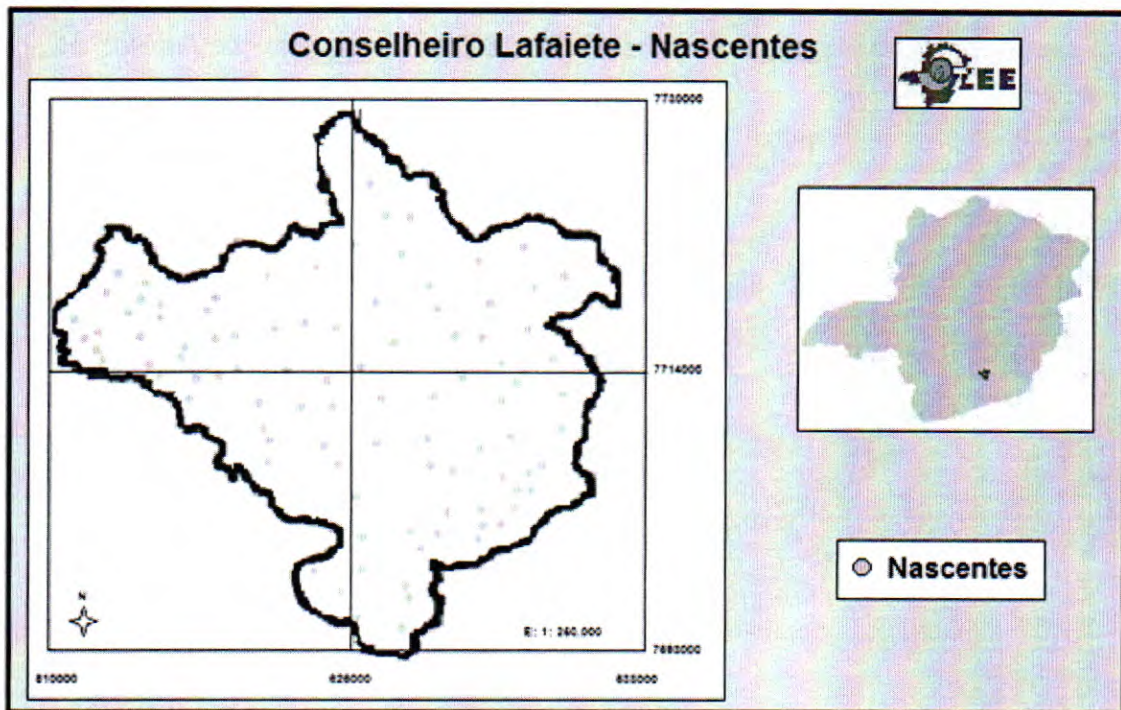 Conselheiro Lafaiete - Nascentes
ZEE
7730000
7714000
N
E: 1: 260.000
610000
626000
Nascentes